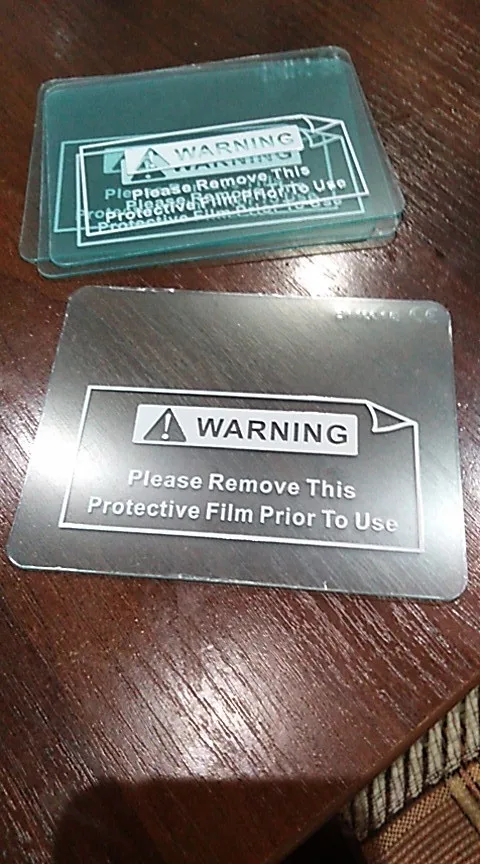 WARNING
WARNING
Please Remove This
Protective Film Prior To Use
CE
WARNING
Please Remove This
Protective Film Prior To Use